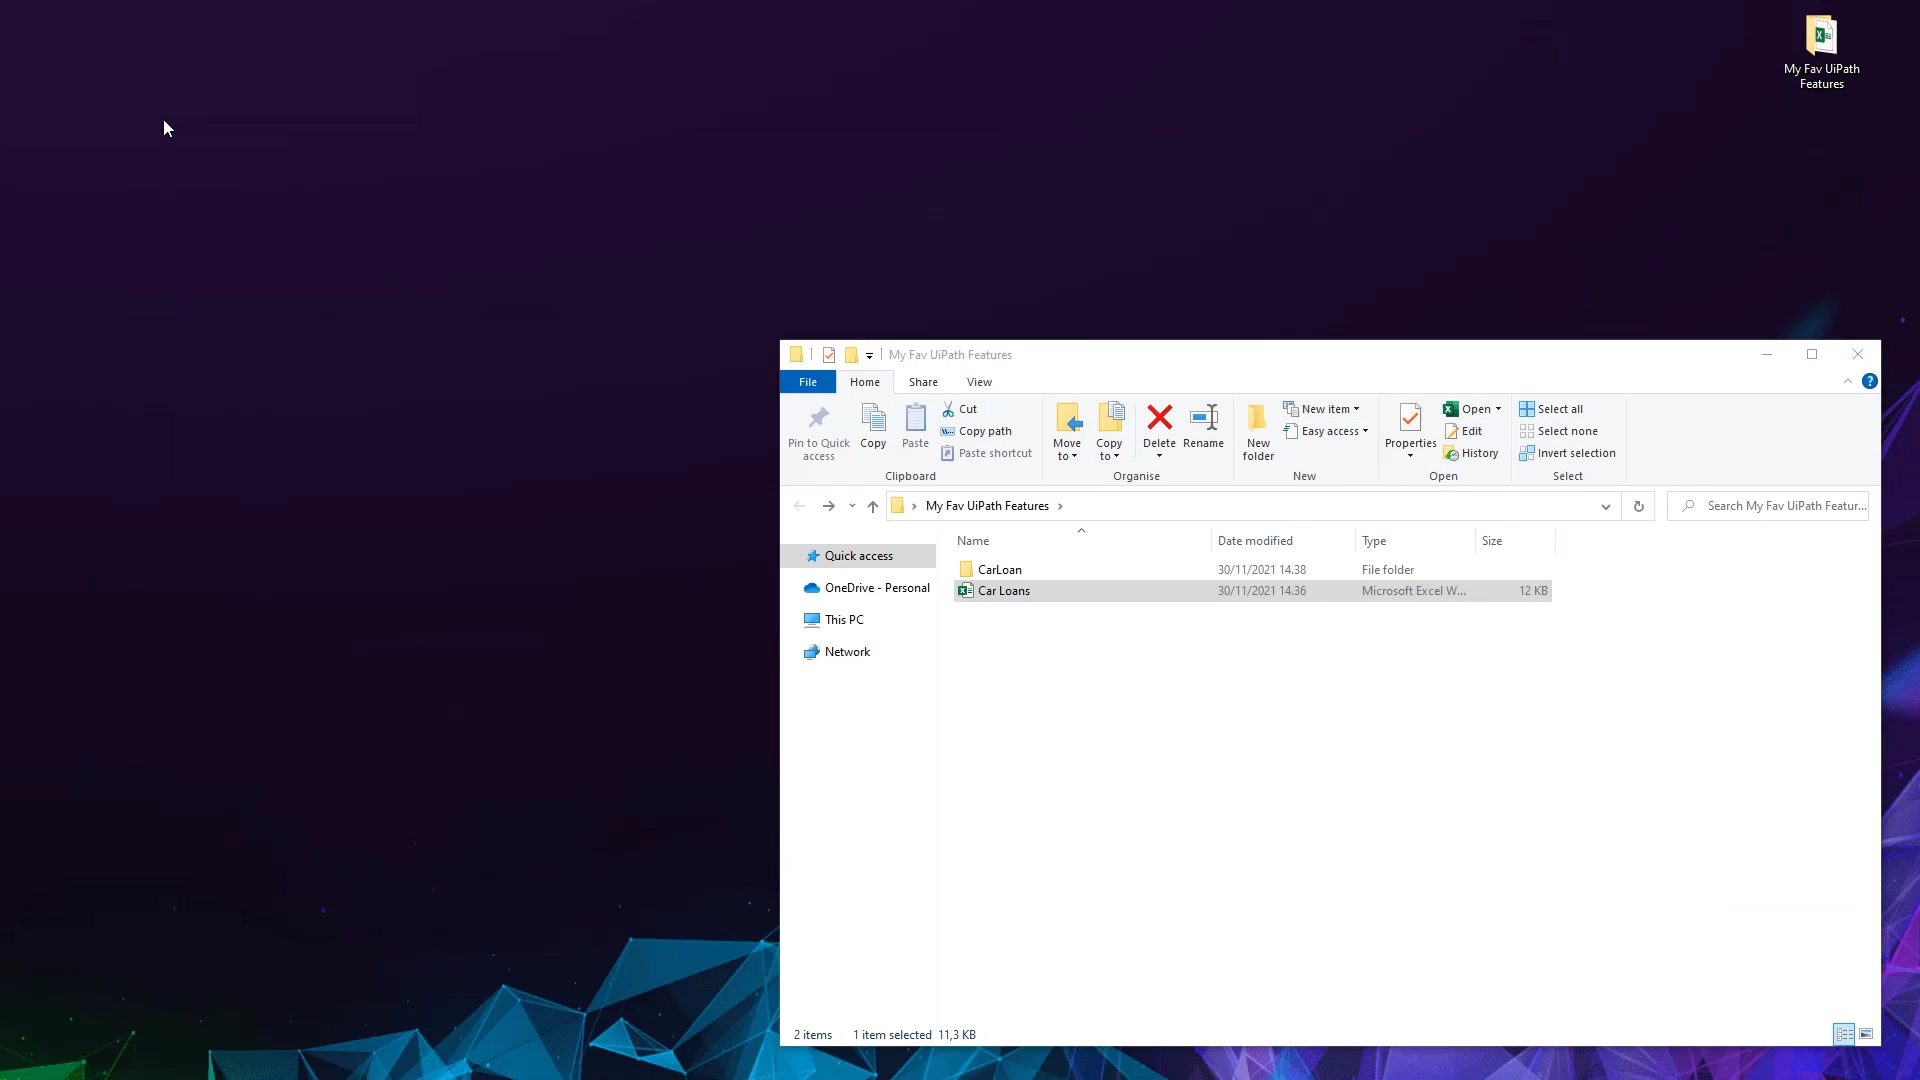 My Fav UiPath
Features
My Fav UiPath Features
File Home Share View
Pin to Quick access
Copy
Paste
Cut
Copy path
Paste shortcut
Clipboard
Move to
Copy to
Delete
Rename
Organise
New folder
New item
Easy access
New
Properties
Open
Edit
History
Open
Select all
Select none
Invert selection
Select
My Fav UiPath Features
Search My Fav UiPath Featur...
Name Date modified Type Size
Quick access
OneDrive - Personal
This PC
Network
CarLoan 30/11/2021 14.38 File folder
Car Loans 30/11/2021 14.36 Microsoft Excel W... 12 KB
2 items 1 item selected 11,3 KB